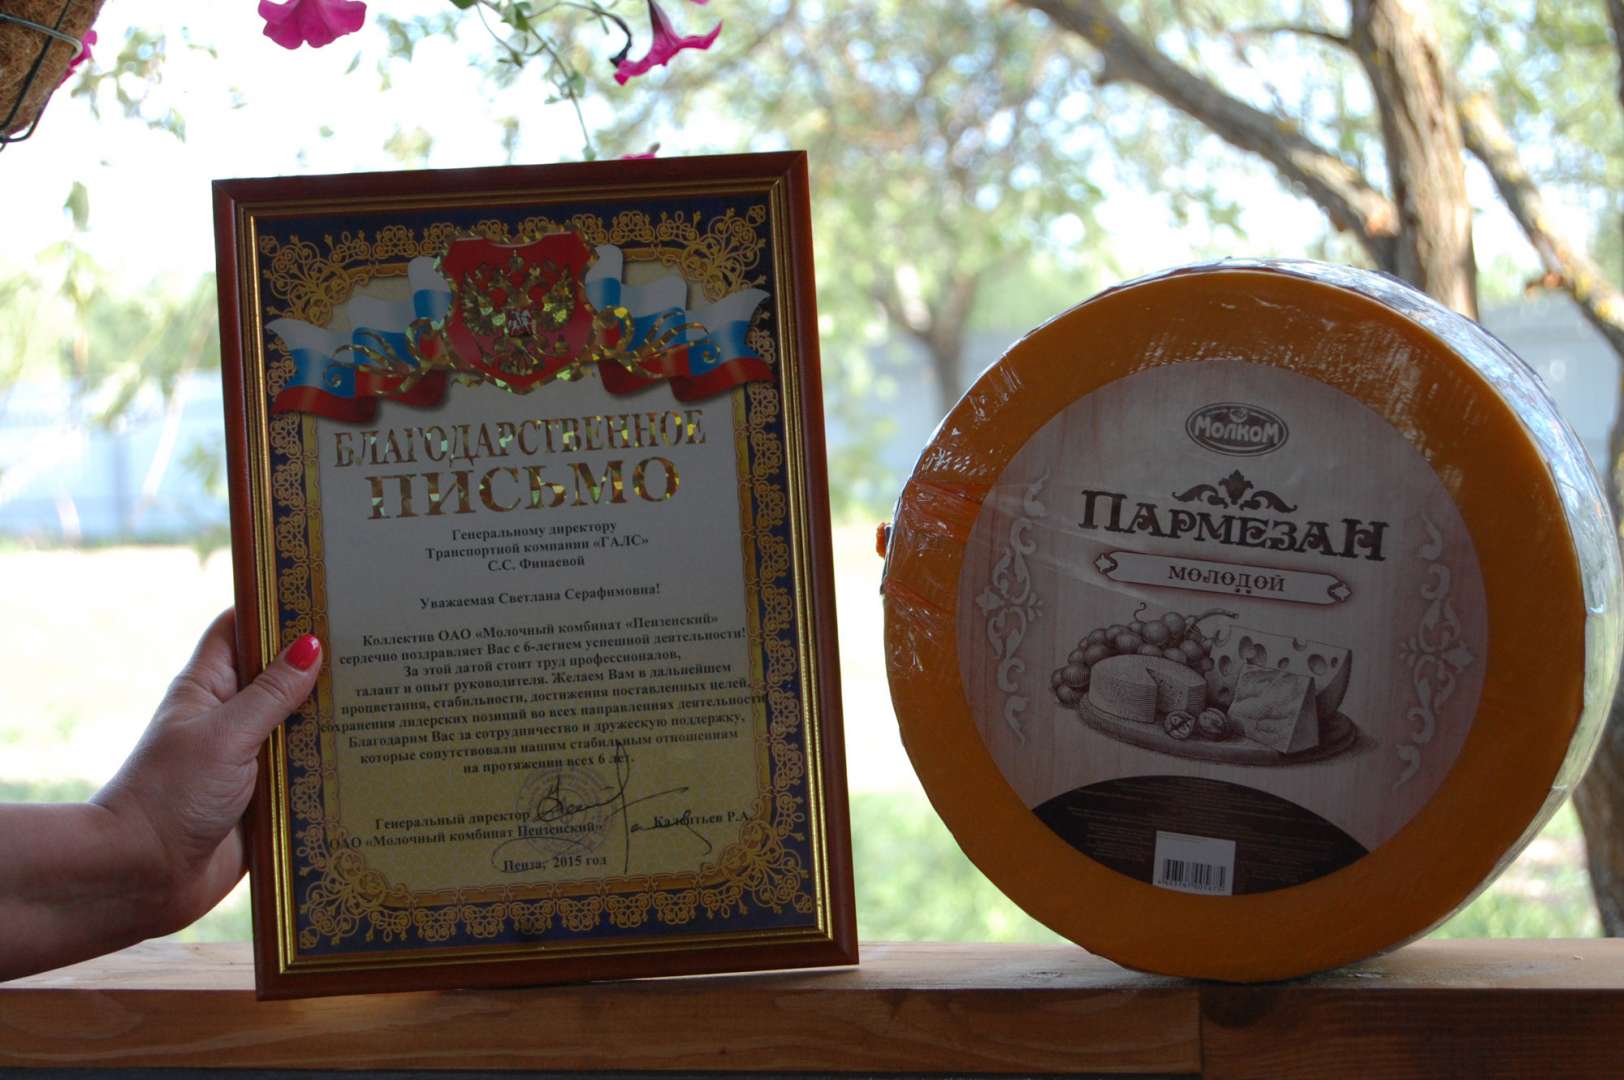 БЛАГОДАРСТВЕННОЕ
ПИСЬМО
Генеральному директору
Транспортной компании «ГАЛС»
С.С. Финаевой
Уважаемая Светлана Серафимовна!
Коллектив ОАО «Молочный комбинат «Пензенский»
сердечно поздравляет Вас с 6-летием успешной деятельности!
За этой датой стоит труд профессионалов,
талант и опыт руководителя. Желаем Вам в дальнейшем
процветания, стабильности, достижения поставленных целей,
сохранения лидерских позиций во всех направлениях деятельности.
Благодарим Вас за сотрудничество и дружескую поддержку,
которые сопутствовали нашим стабильным отношениям
на протяжении всех 6 лет.
Генеральный директор
ОАО «Молочный комбинат Пензенский»
Калентьев Р.А.
Пенза, 2015 год
МОЛКОМ
ПАРМЕЗАН
МОЛОДОЙ